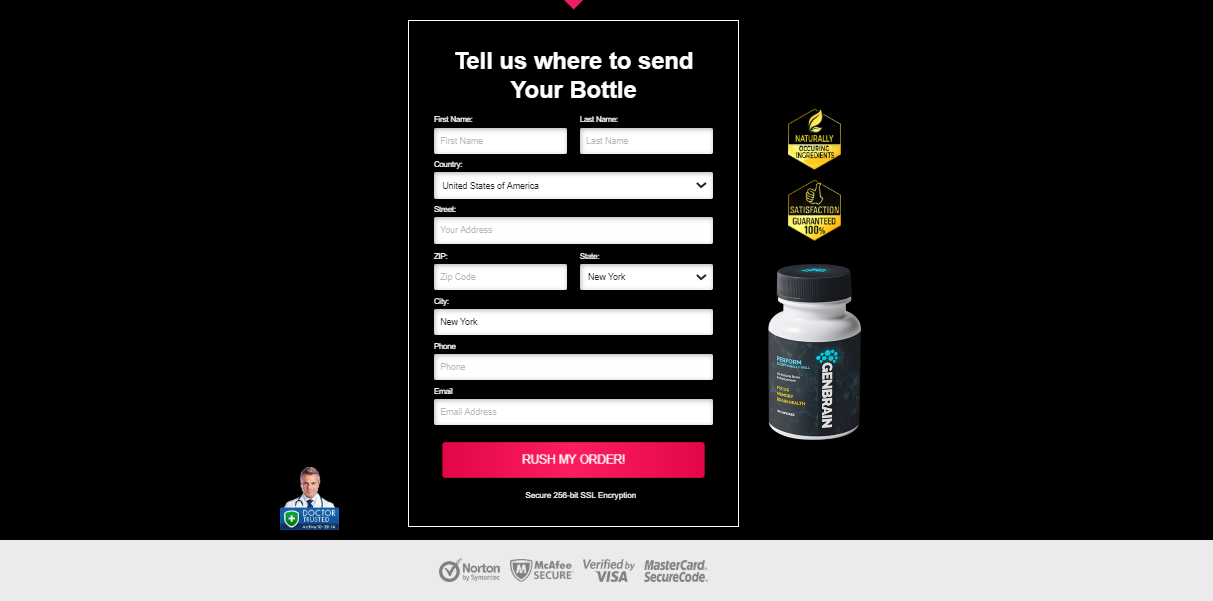 Tell us where to send
Your Bottle
First Name:
Last Name:
First Name
Last Name
Country:
United States of America
Street:
Your Address
ZIP:
State:
Zip Code
New York
City:
New York
Phone
Phone
Email
Email Address
RUSH MY ORDER!
Secure 256-bit SSL Encryption
NATURALLY
OCCURING
INGREDIENTS
SATISFACTION
GUARANTEED
100%
PERFORM
EXCEPTIONALLY WELL
FOCUS
MEMORY
BRAIN HEALTH
GENBRAIN
DOCTOR
TRUSTED
Norton
by Symantec
McAfee
SECURE
Verified by
VISA
MasterCard.
SecureCode.